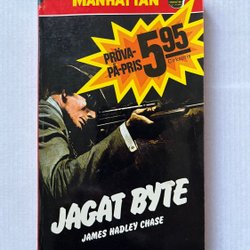 MANHATTAN
PRÖVA-
PÅ-PRIS
5.95
JAGAT BYTE
JAMES HADLEY CHASE